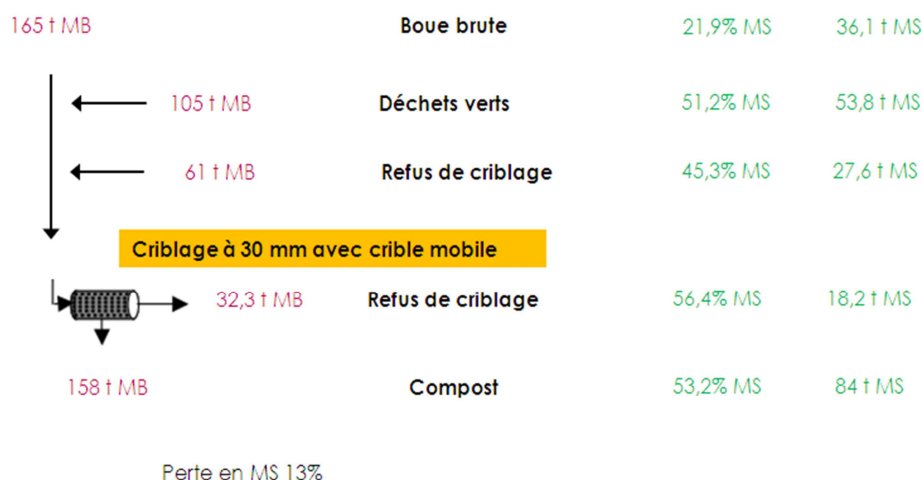 165 t MB Boue brute 21,9% MS 36,1 t MS
105 t MB Déchets verts 51,2% MS 53,8 t MS
61 t MB Refus de criblage 45,3% MS 27,6 t MS
Criblage à 30 mm avec crible mobile
32,3 t MB Refus de criblage 56,4% MS 18,2 t MS
158 t MB Compost 53,2% MS 84 t MS
Perte en MS 13%